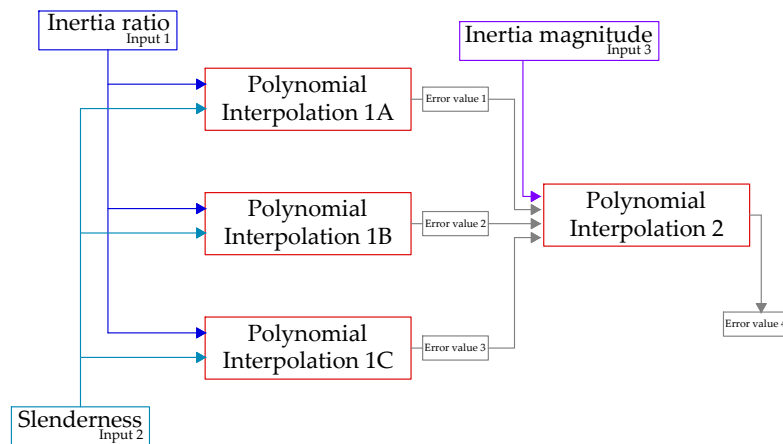 Inertia ratio
Input 1
Inertia magnitude
Input 3
Polynomial
Interpolation 1A
Error value 1
Polynomial
Interpolation 1B
Error value 2
Polynomial
Interpolation 2
Polynomial
Interpolation 1C
Error value 3
Error value 4
Slenderness
Input 2